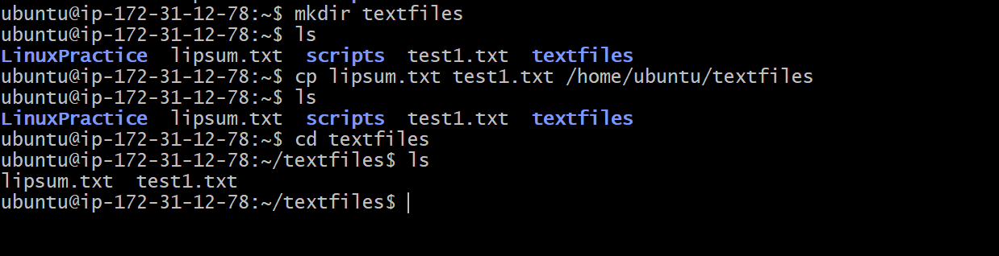 ubuntu@ip-172-31-12-78:~$ mkdir textfiles
ubuntu@ip-172-31-12-78:~$ ls
LinuxPractice  lipsum.txt  scripts  test1.txt  textfiles
ubuntu@ip-172-31-12-78:~$ cp lipsum.txt test1.txt /home/ubuntu/textfiles
ubuntu@ip-172-31-12-78:~$ ls
LinuxPractice  lipsum.txt  scripts  test1.txt  textfiles
ubuntu@ip-172-31-12-78:~$ cd textfiles
ubuntu@ip-172-31-12-78:~/textfiles$ ls
lipsum.txt  test1.txt
ubuntu@ip-172-31-12-78:~/textfiles$